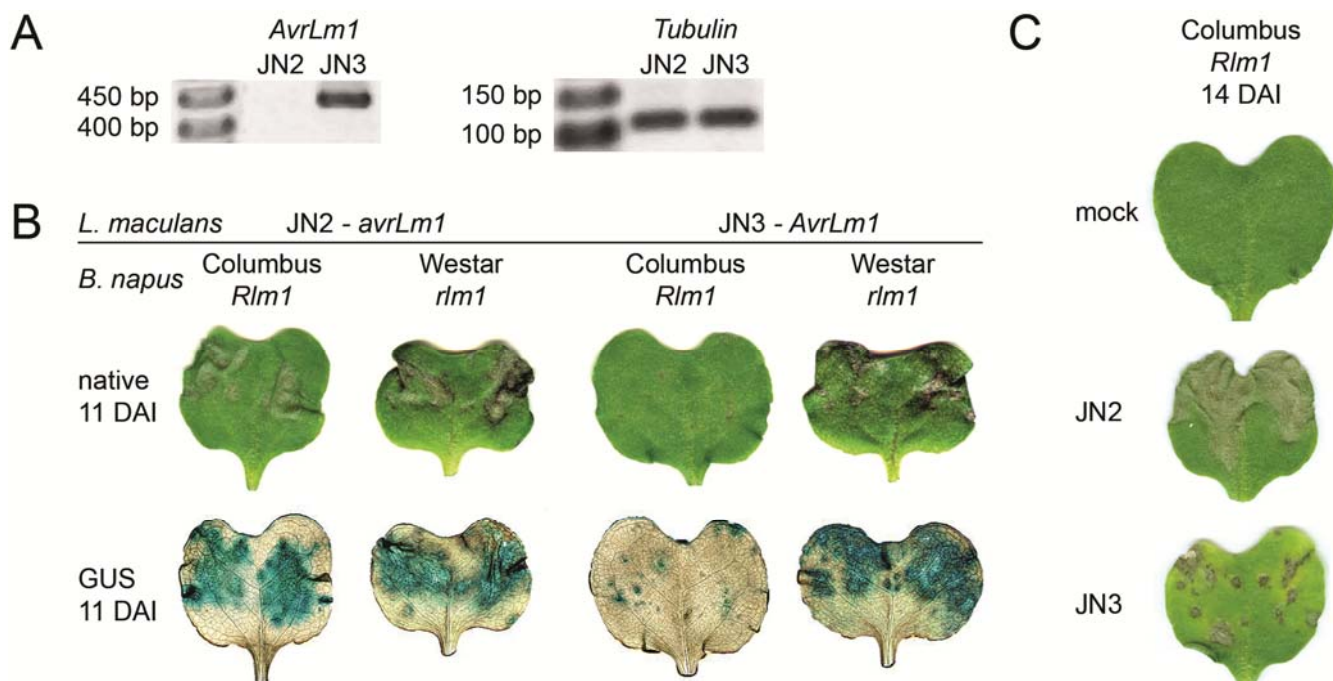 A
AvrLm1
JN2 JN3
450 bp
400 bp
Tubulin
JN2 JN3
150 bp
100 bp
B
L. maculans JN2 - avrLm1 JN3 - AvrLm1
B. napus Columbus Westar Columbus Westar
Rlm1 rlm1 Rlm1 rlm1
native
11 DAI
GUS
11 DAI
C
Columbus
Rlm1
14 DAI
mock
JN2
JN3